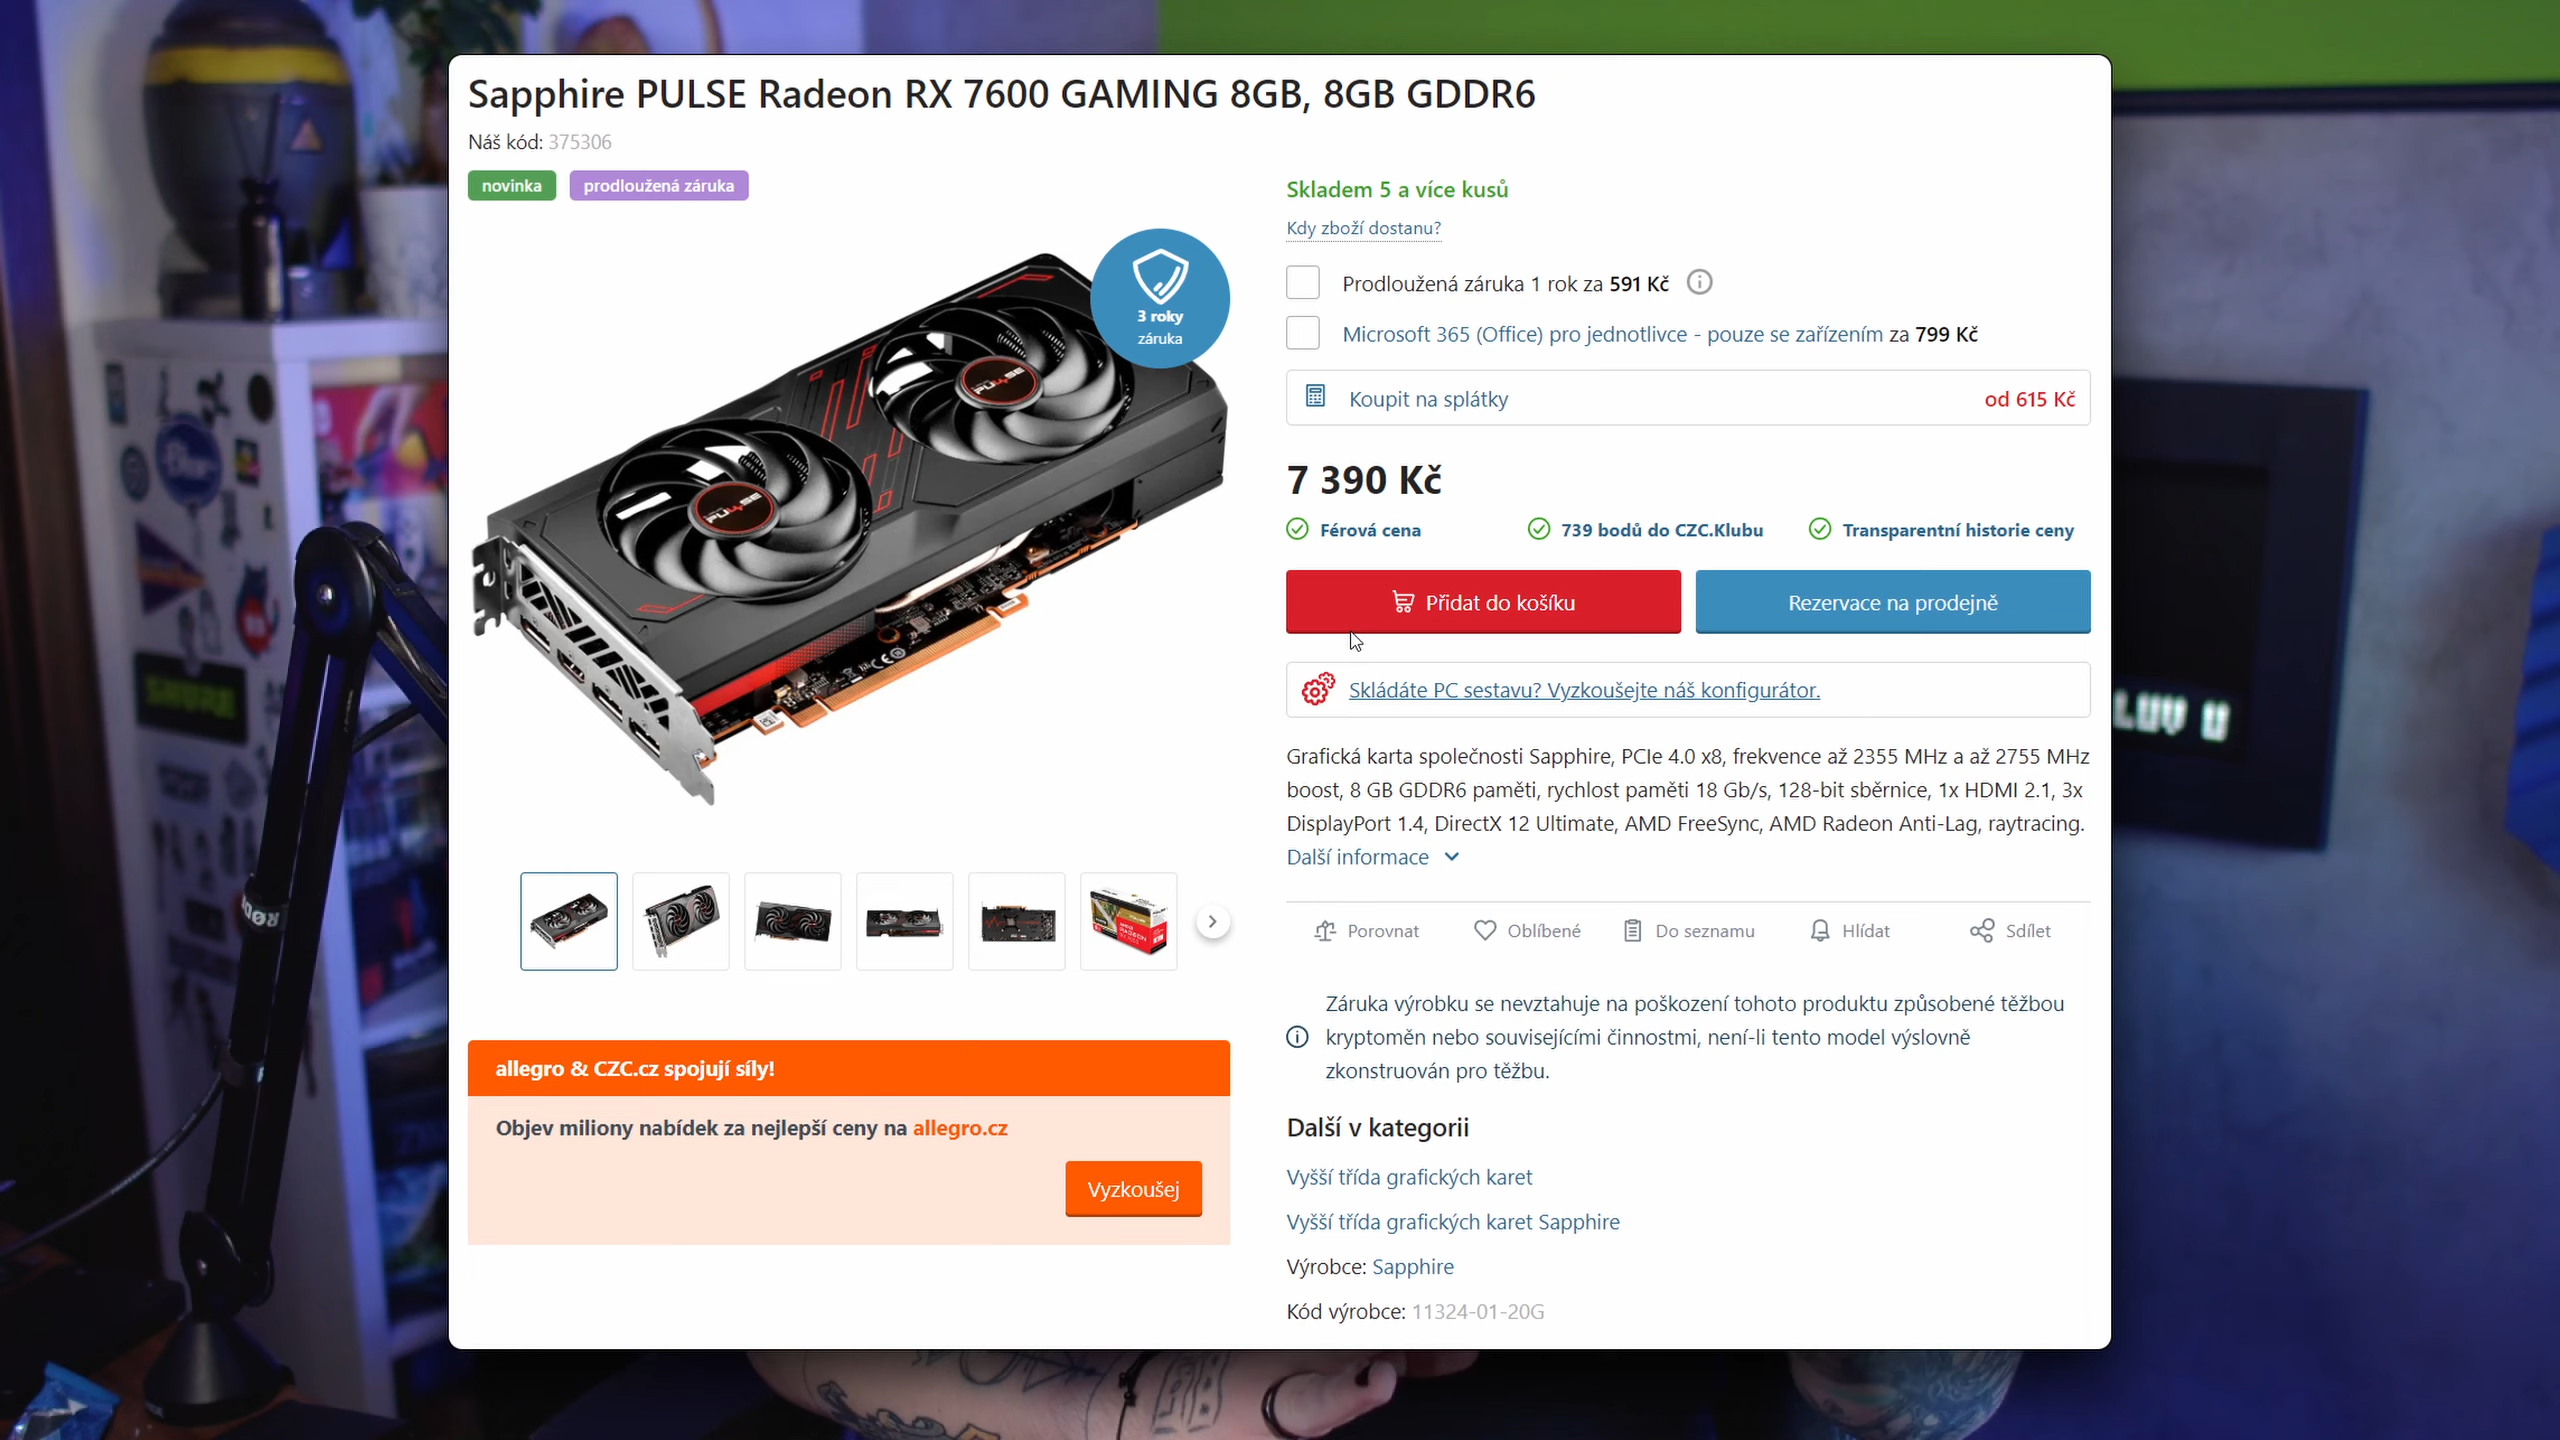 Sapphire PULSE Radeon RX 7600 GAMING 8GB, 8GB GDDR6
Náš kód: 375306
novinka
prodloužená záruka
3 roky
záruka
PULSE
PULSE
Skladem 5 a více kusů
Kdy zboží dostanu?
Prodloužená záruka 1 rok za 591 Kč
Microsoft 365 (Office) pro jednotlivce - pouze se zařízením za 799 Kč
Koupit na splátky od 615 Kč
7 390 Kč
Férová cena
739 bodů do CZC.Klubu
Transparentní historie ceny
Přidat do košíku
Rezervace na prodejně
Skládáte PC sestavu? Vyzkoušejte náš konfigurátor.
Grafická karta společnosti Sapphire, PCIe 4.0 x8, frekvence až 2355 MHz a až 2755 MHz
boost, 8 GB GDDR6 paměti, rychlost paměti 18 Gb/s, 128-bit sběrnice, 1x HDMI 2.1, 3x
DisplayPort 1.4, DirectX 12 Ultimate, AMD FreeSync, AMD Radeon Anti-Lag, raytracing.
Další informace
Porovnat
Oblíbené
Do seznamu
Hlídat
Sdílet
Záruka výrobku se nevztahuje na poškození tohoto produktu způsobené těžbou
kryptoměn nebo souvisejícími činnostmi, není-li tento model výslovně
zkonstruován pro těžbu.
Další v kategorii
Vyšší třída grafických karet
Vyšší třída grafických karet Sapphire
Výrobce: Sapphire
Kód výrobce: 11324-01-20G
allegro & CZC.cz spojují síly!
Objev miliony nabídek za nejlepší ceny na allegro.cz
Vyzkoušej
SHURE
LUV U